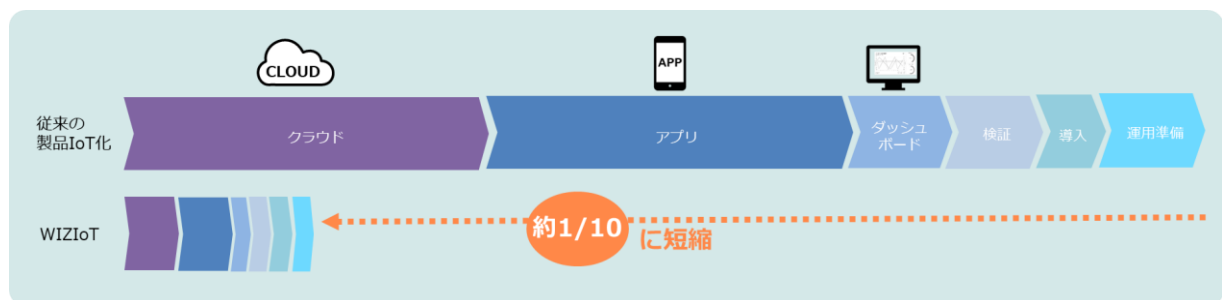 CLOUD
APP
従来の
製品IoT化
クラウド
アプリ
ダッシュ
ボード
検証
導入
運用準備
WIZIoT
約1/10
に短縮